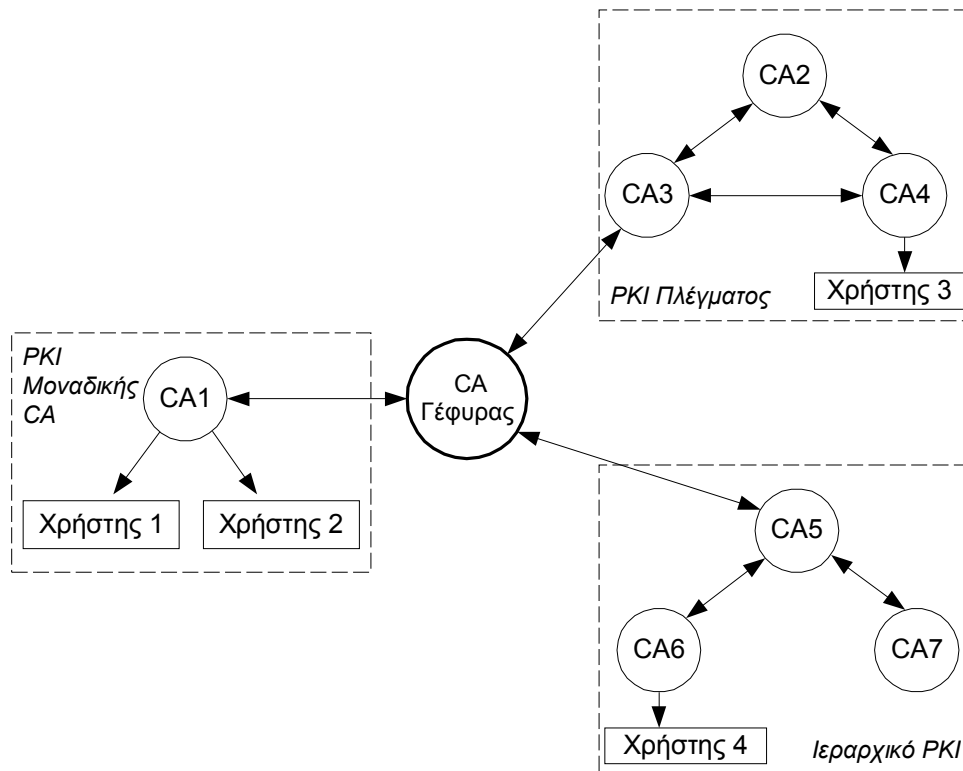 CA2
CA3
CA4
Χρήστης 3
PKI Πλέγματος
PKI
Μοναδικής
CA
CA1
CA
Γέφυρας
Χρήστης 1
Χρήστης 2
CA5
CA6
CA7
Χρήστης 4
Ιεραρχικό PKI